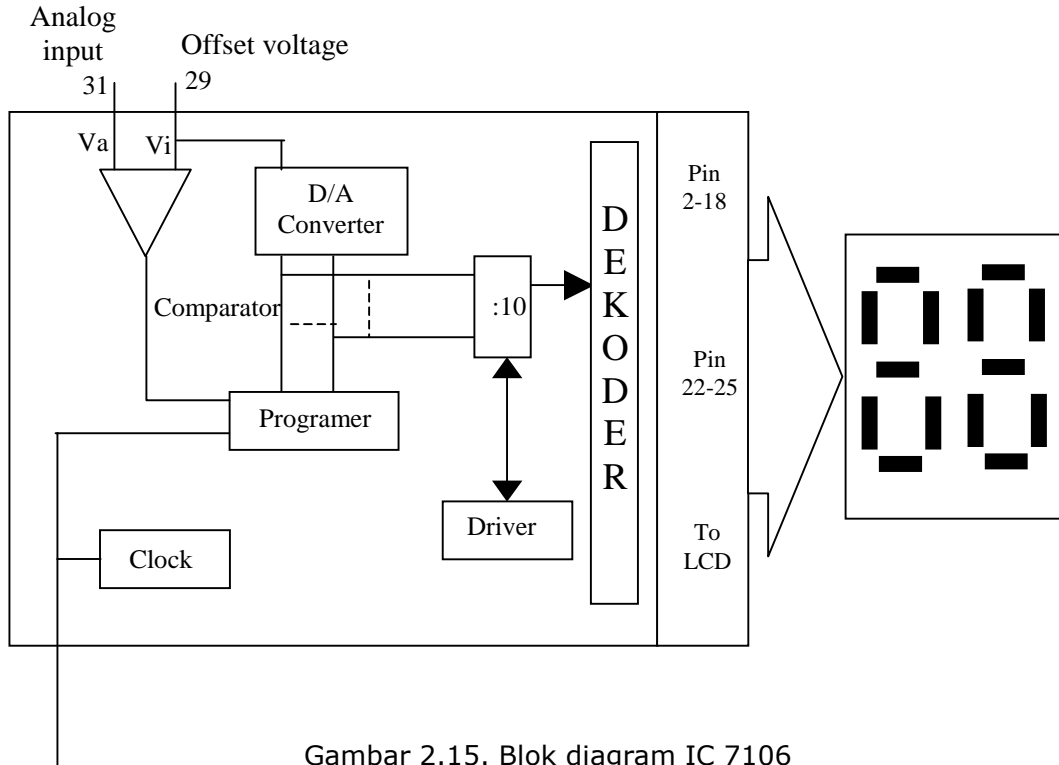 Analog
input
31
Offset voltage
29
Va
Vi
D/A
Converter
Comparator
:10
Programer
Clock
Driver
D
E
K
O
D
E
R
Pin
2-18
Pin
22-25
To
LCD
Gambar 2.15. Blok diagram IC 7106